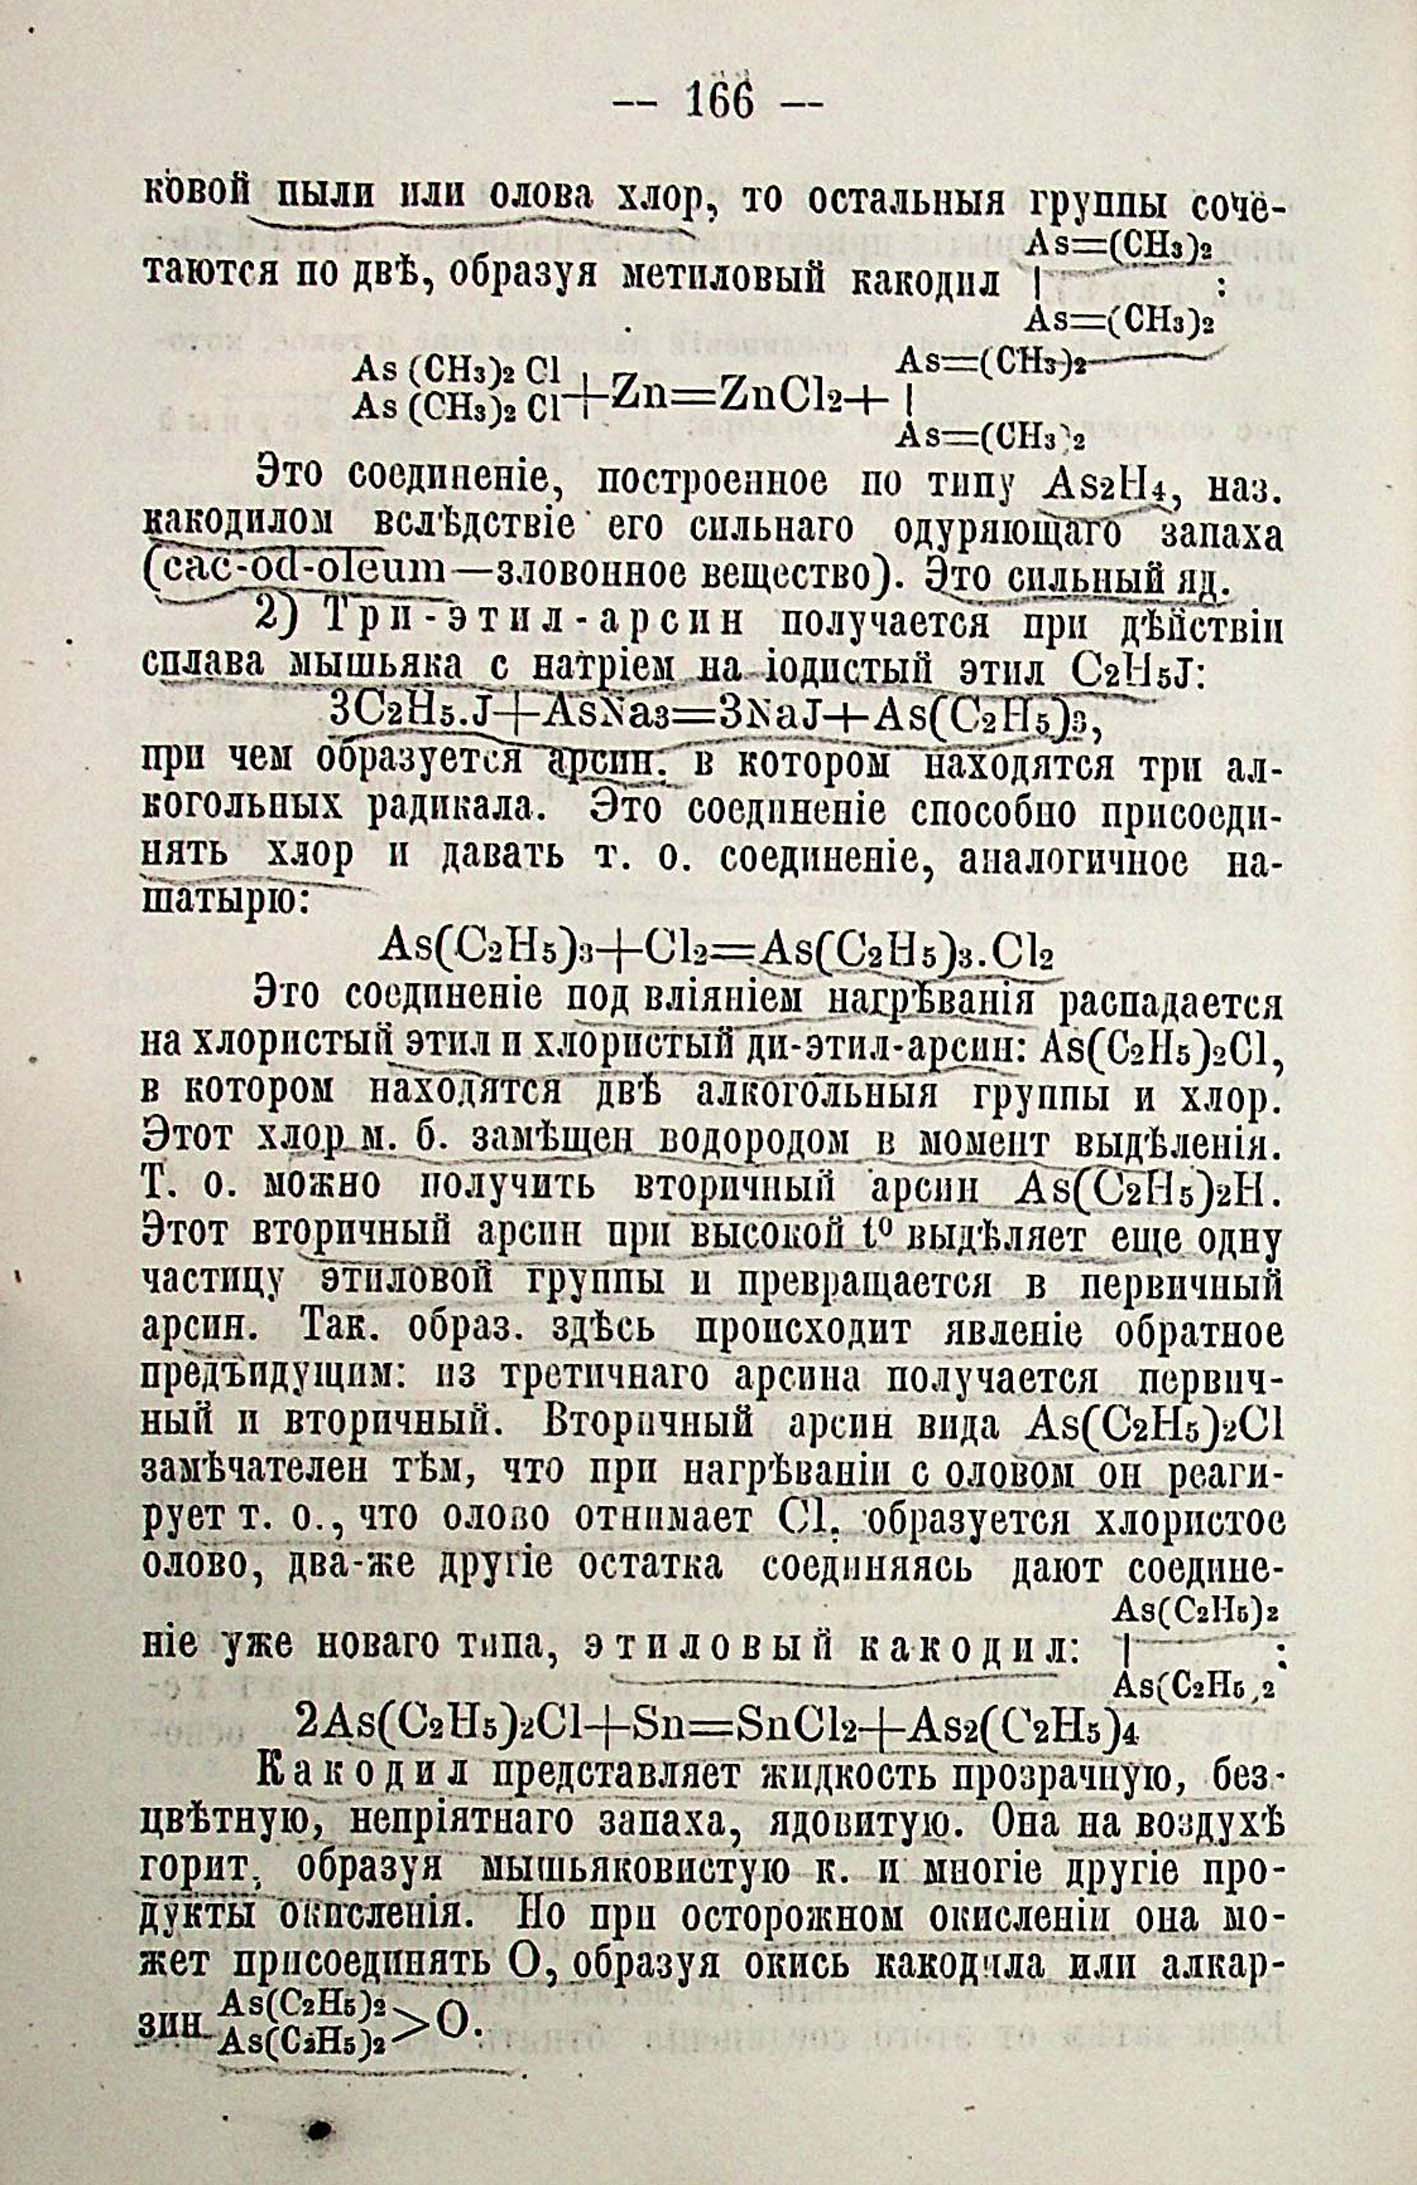 — 166 —
ковой пыли или олова хлор, то остальныя группы соче-
As=(CH3)2
таются по двѣ, образуя метиловый какодил | :
As=(CH3)2
As (CH3)2 Cl As=(CH3)2
+Zn=ZnCl2+ |
As (CH3)2 Cl As=(CH3)2
Это соединеніе, построенное по типу As2H4, наз.
какодилом вслѣдствіе его сильнаго одуряющаго запаха
(cac-od-oleum—зловонное вещество). Это сильный яд.
2) Три-этил-арсин получается при дѣйствіи
сплава мышьяка с натріем на іодистый этил C2H5J:
3C2H5.J+AsNa3=3NaJ+As(C2H5)3,
при чем образуется арсин, в котором находятся три ал-
когольных радикала. Это соединеніе способно присоеди-
нять хлор и давать т. о. соединеніе, аналогичное на-
шатырю:
As(C2H5)3+Cl2=As(C2H5)3.Cl2
Это соединеніе под вліяніем нагрѣванія распадается
на хлористый этил и хлористый ди-этил-арсин: As(C2H5)2Cl,
в котором находятся двѣ алкогольныя группы и хлор.
Этот хлор м. б. замѣщен водородом в момент выдѣленія.
Т. о. можно получить вторичный арсин As(C2H5)2H.
Этот вторичный арсин при высокой t° выдѣляет еще одну
частицу этиловой группы и превращается в первичный
арсин. Так. образ. здѣсь происходит явленіе обратное
предъидущим: из третичнаго арсина получается первич-
ный и вторичный. Вторичный арсин вида As(C2H5)2Cl
замѣчателен тѣм, что при нагрѣваніи с оловом он реаги-
рует т. о., что олово отнимает Cl, образуется хлористое
олово, два-же другіе остатка соединяясь дают соедине-
As(C2H5)2
ніе уже новаго типа, этиловый какодил: | :
As(C2H5)2
2As(C2H5)2Cl+Sn=SnCl2+As2(C2H5)4
Какодил представляет жидкость прозрачную, без-
цвѣтную, непріятнаго запаха, ядовитую. Она на воздухѣ
горит, образуя мышьяковистую к. и многіе другіе про-
дукты окисленія. Но при осторожном окисленіи она мо-
жет присоединять O, образуя окись какодила или алкар-
As(C2H5)2
зин >O.
As(C2H5)2